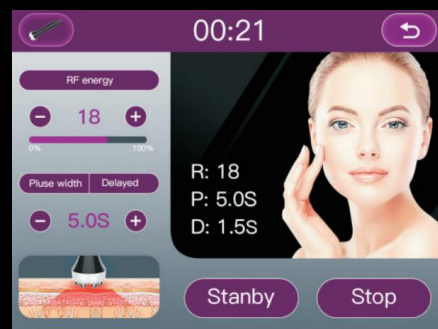 00:21
RF energy
18
0% 100%
Pluse width Delayed
5.0S
R: 18
P: 5.0S
D: 1.5S
Stanby Stop